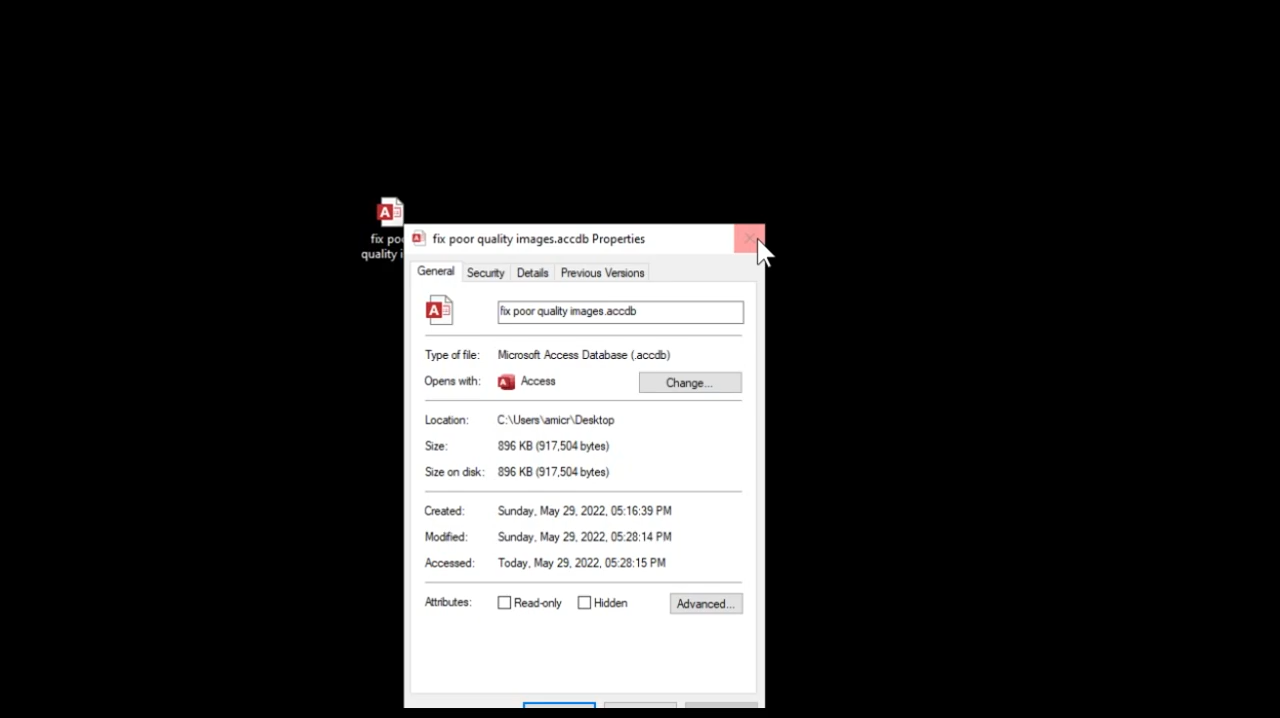 fix poo
quality i
fix poor quality images.accdb Properties
General Security Details Previous Versions
fix poor quality images.accdb
Type of file: Microsoft Access Database (.accdb)
Opens with: Access Change...
Location: C:\Users\amicr\Desktop
Size: 896 KB (917,504 bytes)
Size on disk: 896 KB (917,504 bytes)
Created: Sunday, May 29, 2022, 05:16:39 PM
Modified: Sunday, May 29, 2022, 05:28:14 PM
Accessed: Today, May 29, 2022, 05:28:15 PM
Attributes: Read-only Hidden Advanced...